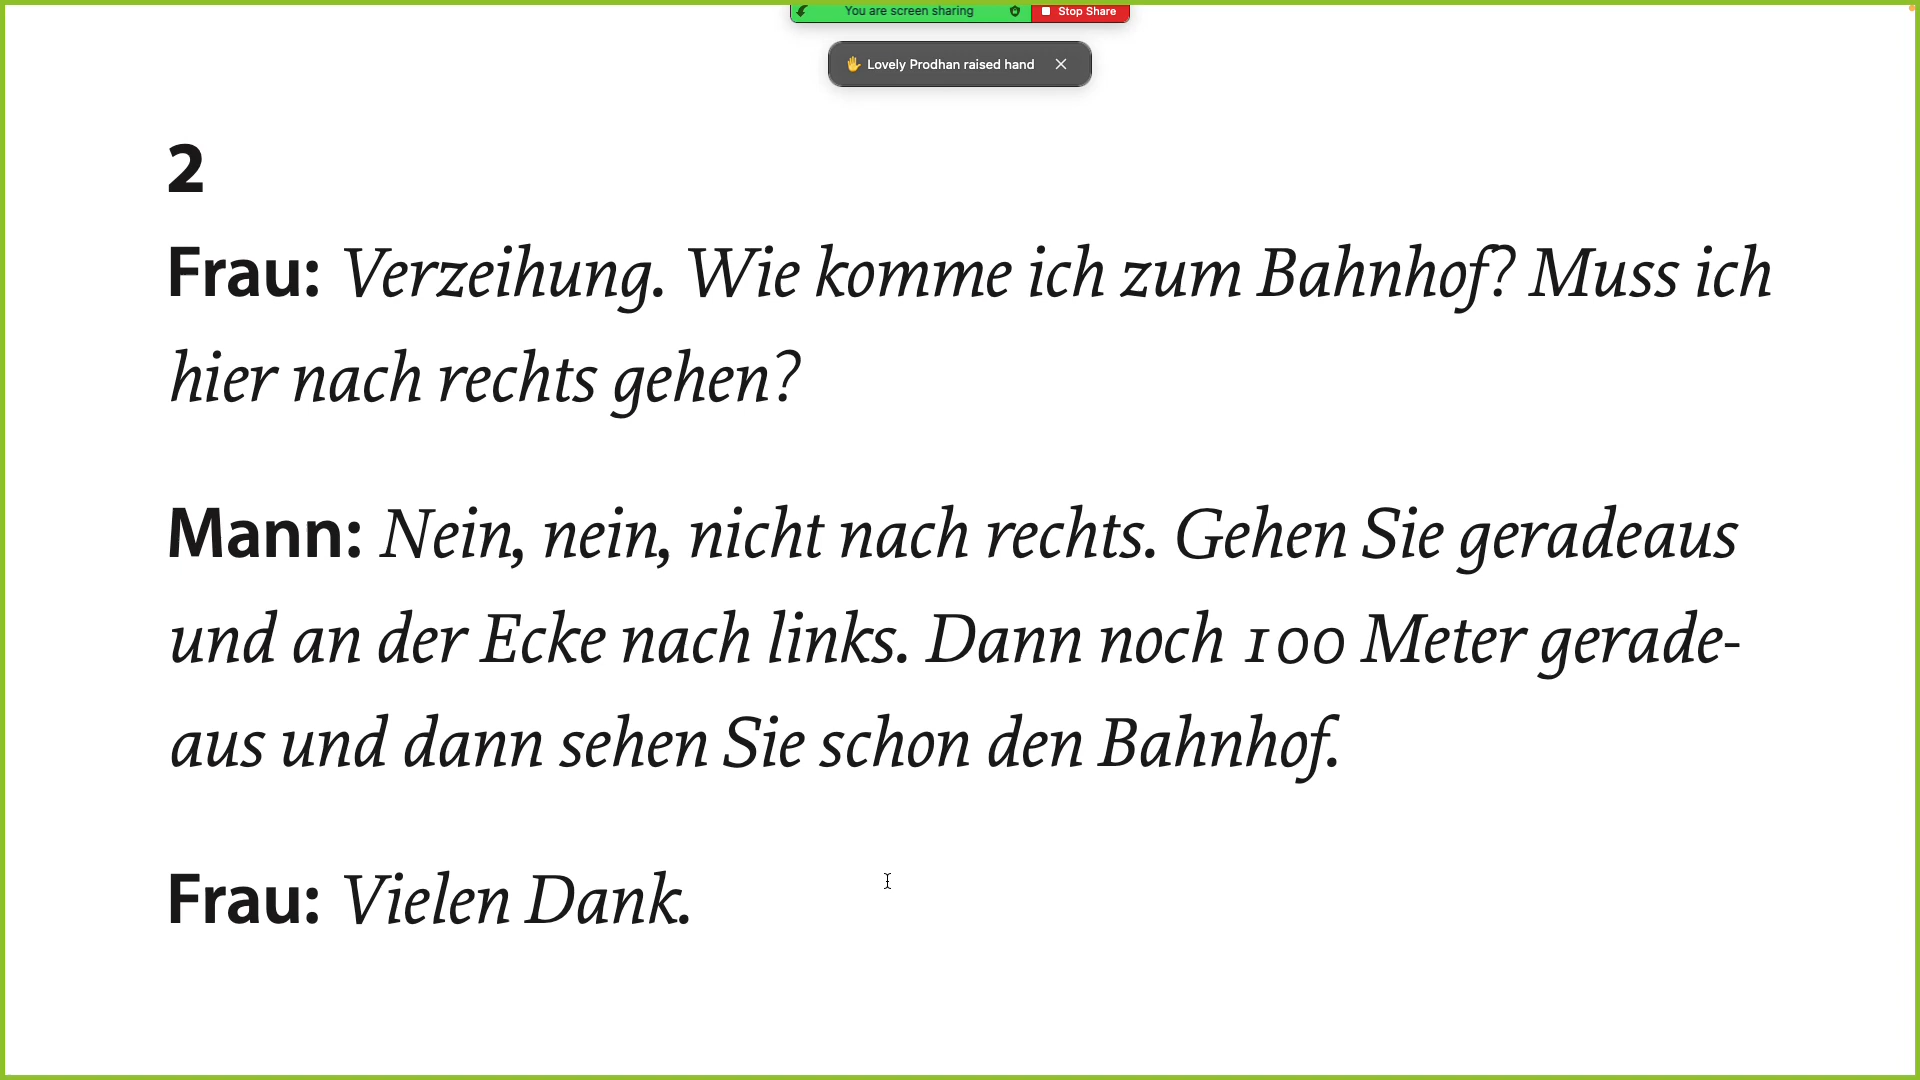 You are screen sharing Stop Share
✋ Lovely Prodhan raised hand
2
Frau: Verzeihung. Wie komme ich zum Bahnhof? Muss ich
hier nach rechts gehen?
Mann: Nein, nein, nicht nach rechts. Gehen Sie geradeaus
und an der Ecke nach links. Dann noch 100 Meter gerade-
aus und dann sehen Sie schon den Bahnhof.
Frau: Vielen Dank.